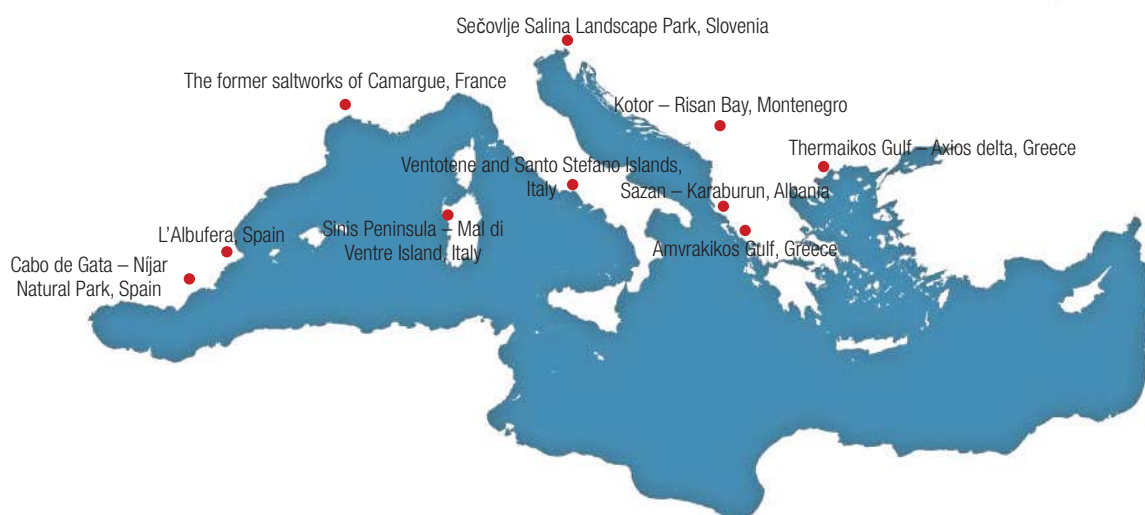 Sečovlje Salina Landscape Park, Slovenia
The former saltworks of Camargue, France
Kotor – Risan Bay, Montenegro
Thermaikos Gulf – Axios delta, Greece
Ventotene and Santo Stefano Islands,
Italy
Sazan – Karaburun, Albania
Sinis Peninsula – Mal di
Ventre Island, Italy
L’Albufera, Spain
Amvrakikos Gulf, Greece
Cabo de Gata – Níjar
Natural Park, Spain